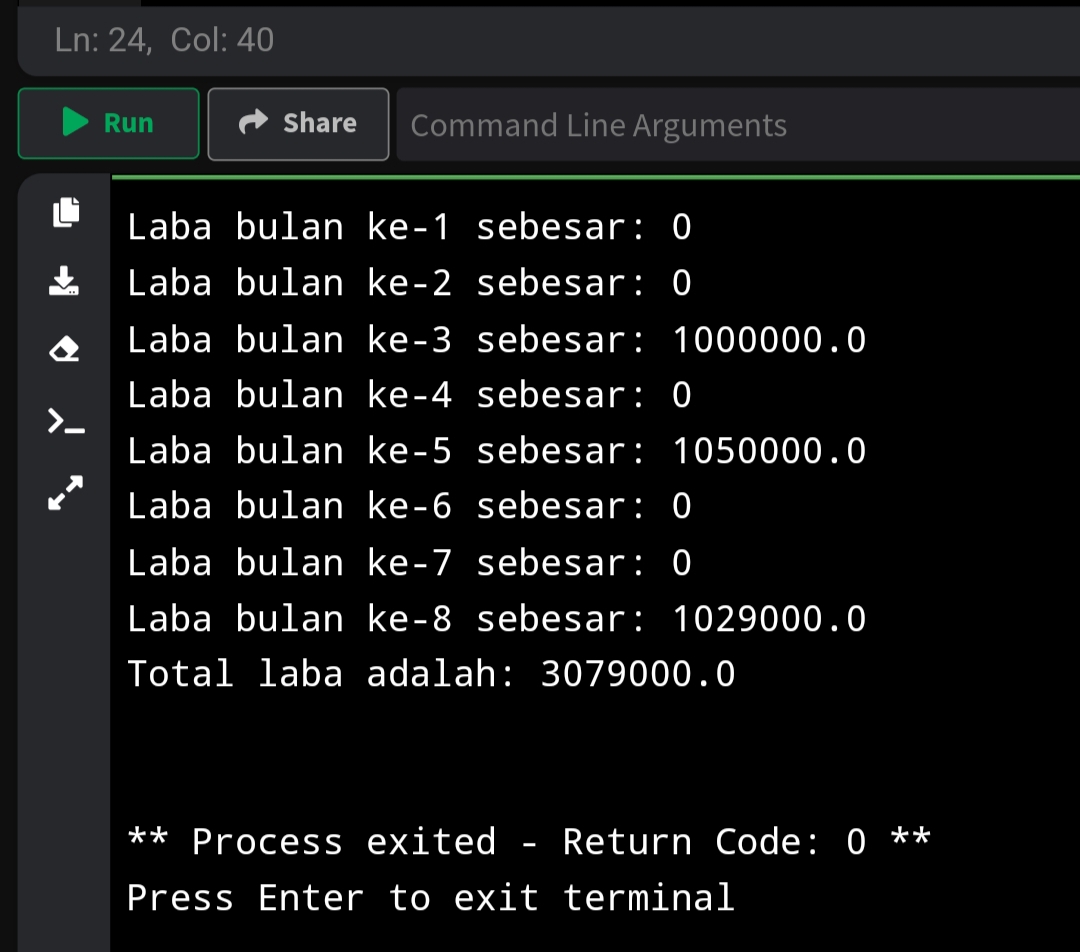 Ln: 24, Col: 40
Run Share Command Line Arguments
Laba bulan ke-1 sebesar: 0
Laba bulan ke-2 sebesar: 0
Laba bulan ke-3 sebesar: 1000000.0
Laba bulan ke-4 sebesar: 0
Laba bulan ke-5 sebesar: 1050000.0
Laba bulan ke-6 sebesar: 0
Laba bulan ke-7 sebesar: 0
Laba bulan ke-8 sebesar: 1029000.0
Total laba adalah: 3079000.0
** Process exited - Return Code: 0 **
Press Enter to exit terminal